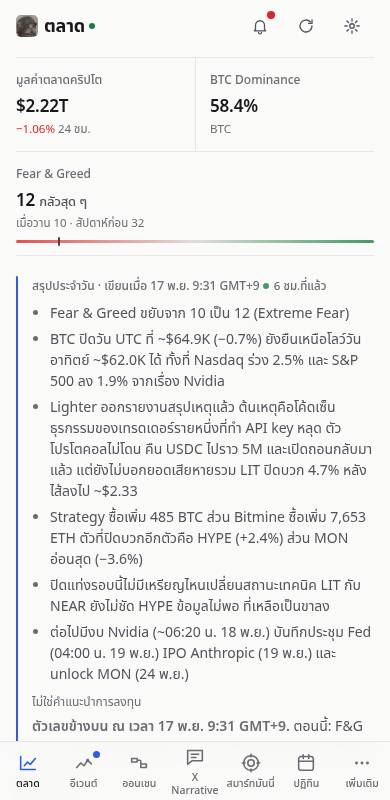 ตลาด
มูลค่าตลาดคริปโต
$2.22T
−1.06% 24 ชม.
BTC Dominance
58.4%
BTC
Fear & Greed
12 กลัวสุด ๆ
เมื่อวาน 10 · สัปดาห์ก่อน 32
สรุปประจำวัน · เขียนเมื่อ 17 พ.ย. 9:31 GMT+9 ● 6 ชม.ที่แล้ว
• Fear & Greed ขยับจาก 10 เป็น 12 (Extreme Fear)
• BTC ปิดวัน UTC ที่ ~$64.9K (−0.7%) ยังยืนเหนือโลว์วัน
อาทิตย์ ~$62.0K ได้ ทั้งที่ Nasdaq ร่วง 2.5% และ S&P
500 ลง 1.9% จากเรื่อง Nvidia
• Lighter ออกรายงานสรุปเหตุแล้ว ต้นเหตุคือโค้ดเซ็น
ธุรกรรมของเทรดเดอร์รายหนึ่งที่ทำ API key หลุด ตัว
โปรโตคอลไม่โดน คืน USDC ไปราว 5M และเปิดถอนกลับมา
แล้ว แต่ยังไม่บอกยอดเสียหายรวม LIT ปิดบวก 4.7% หลัง
ไส้ลงไป ~$2.33
• Strategy ซื้อเพิ่ม 485 BTC ส่วน Bitmine ซื้อเพิ่ม 7,653
ETH ตัวที่ปิดบวกอีกตัวคือ HYPE (+2.4%) ส่วน MON
อ่อนสุด (−3.6%)
• ปิดแท่งรอบนี้ไม่มีเหรียญไหนเปลี่ยนสถานะเทคนิค LIT กับ
NEAR ยังไม่ชัด HYPE ข้อมูลไม่พอ ที่เหลือเป็นขาลง
• ต่อไปมีงบ Nvidia (~06:20 น. 18 พ.ย.) บันทึกประชุม Fed
(04:00 น. 19 พ.ย.) IPO Anthropic (19 พ.ย.) และ
unlock MON (24 พ.ย.)
ไม่ใช่คำแนะนำการลงทุน
ตัวเลขข้างบน ณ เวลา 17 พ.ย. 9:31 GMT+9. ตอนนี้: F&G
ตลาด
อีเวนต์
ออนเชน
X
Narrative
สมาร์ทมันนี่
ปฏิทิน
เพิ่มเติม